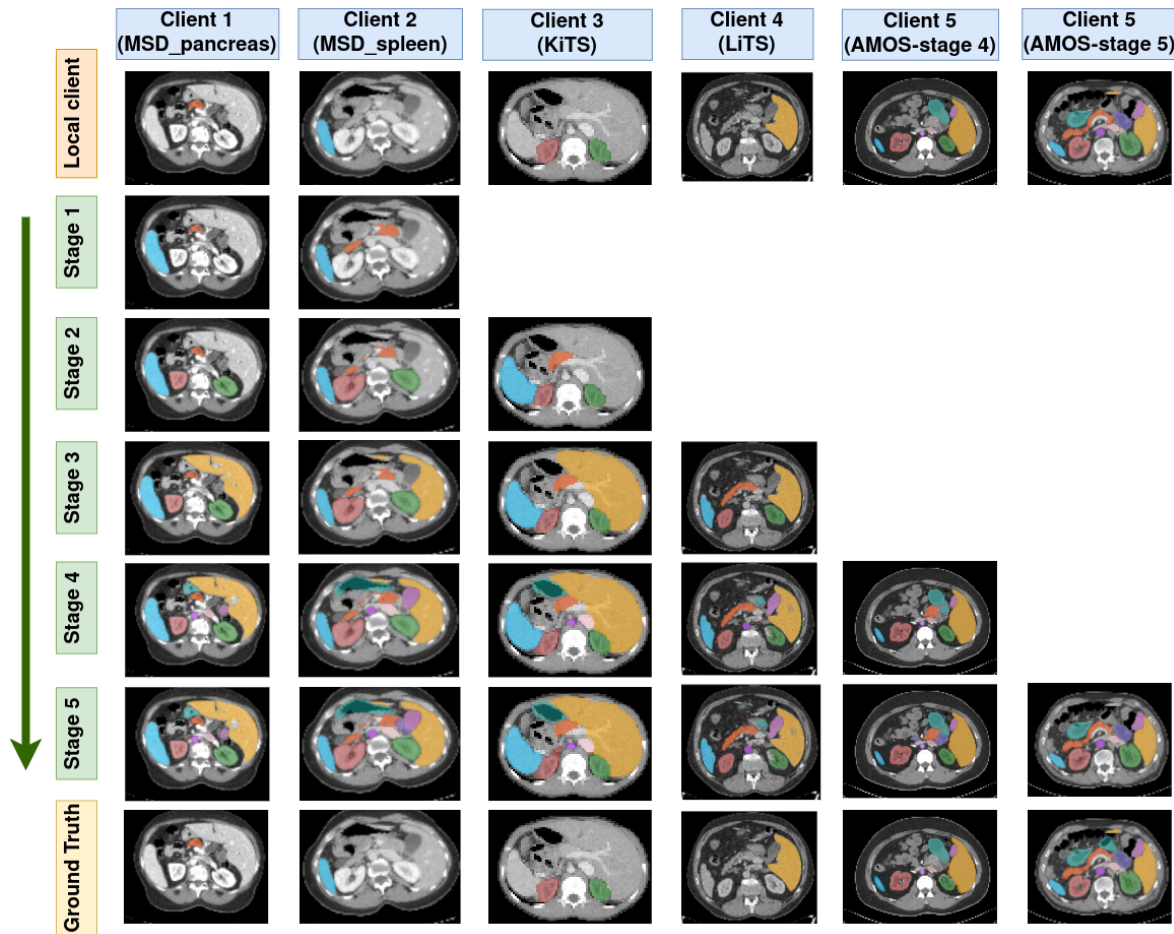 Client 1
(MSD_pancreas)
Client 2
(MSD_spleen)
Client 3
(KiTS)
Client 4
(LiTS)
Client 5
(AMOS-stage 4)
Client 5
(AMOS-stage 5)
Local client
Stage 1
Stage 2
Stage 3
Stage 4
Stage 5
Ground Truth